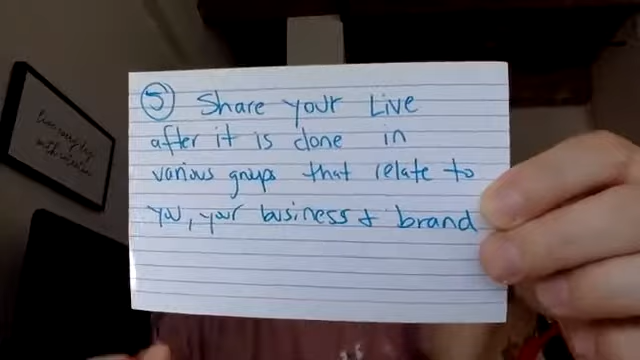 5 Share your Live
after it is done in
various groups that relate to
you, your business & brand